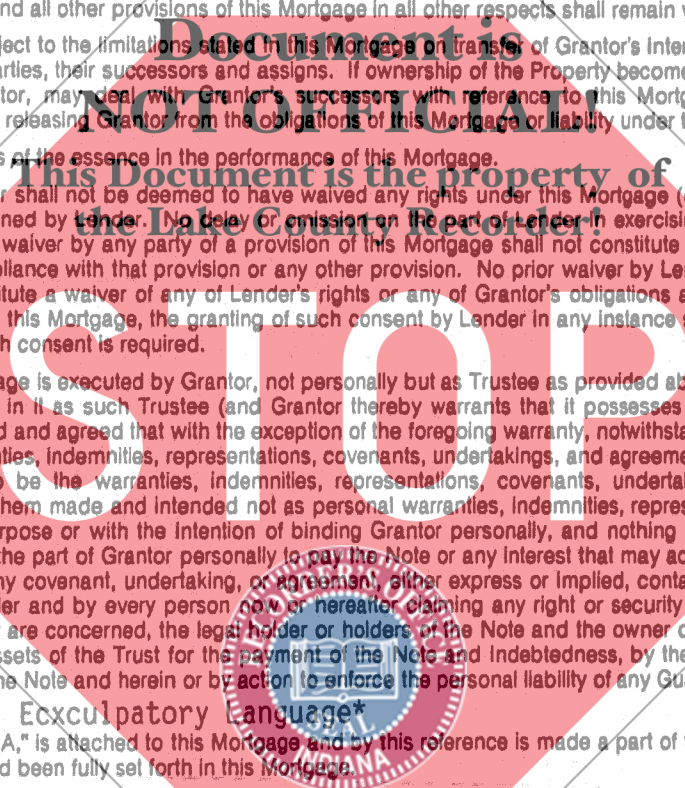 nd all other provisions of this Mortgage in all other respects shall remain
Document is
ject to the limitations stated in this Mortgage on transfer of Grantor's Inter
arties, their successors and assigns. If ownership of the Property become
tor, may deal with Grantor's successors with reference to this Mortg
NOT OFFICIAL!
releasing Grantor from the obligations of this Mortgage or liability under
s of the essence in the performance of this Mortgage.
This Document is the property of
r shall not be deemed to have waived any rights under this Mortgage (
the Lake County Recorder!
ned by Lender. No delay or omission on the part of Lender in exercisi
waiver by any party of a provision of this Mortgage shall not constitute
pliance with that provision or any other provision. No prior waiver by Le
itute a waiver of any of Lender's rights or any of Grantor's obligations a
this Mortgage, the granting of such consent by Lender in any instance
h consent is required.
STOP
age is executed by Grantor, not personally but as Trustee as provided ab
in it as such Trustee (and Grantor thereby warrants that it possesses
d and agreed that with the exception of the foregoing warranty, notwithsta
ties, indemnities, representations, covenants, undertakings, and agreeme
o be the warranties, indemnities, representations, covenants, undertak
hem made and intended not as personal warranties, indemnities, repres
rpose or with the intention of binding Grantor personally, and nothing
the part of Grantor personally to pay the Note or any interest that may ac
ny covenant, undertaking, or agreement, either express or implied, conta
der and by every person now or hereafter claiming any right or security
are concerned, the legal holder or holders of the Note and the owner o
ssets of the Trust for the payment of the Note and Indebtedness, by the
he Note and herein or by action to enforce the personal liability of any Gu
Ecxculpatory Language*
A," is attached to this Mortgage and by this reference is made a part of
d been fully set forth in this Mortgage.